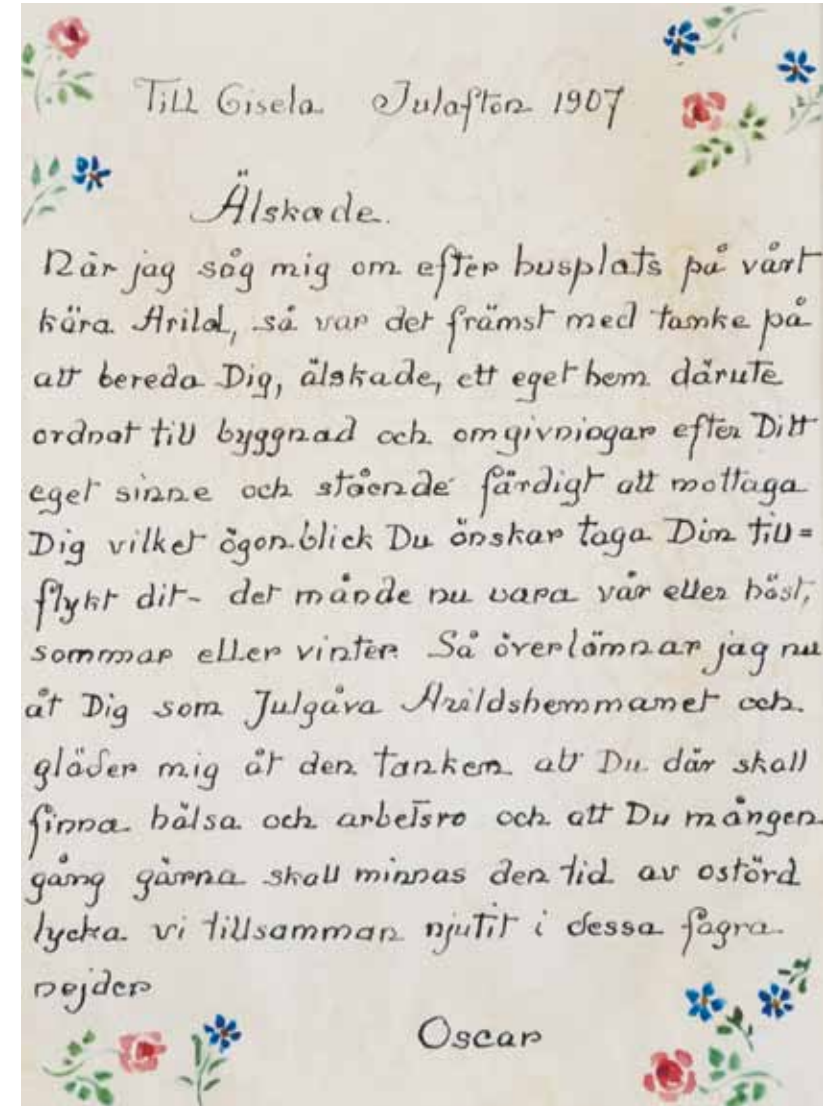 Till Gisela Julafton 1907
Älskade.
När jag såg mig om efter husplats på vårt
kära Arild, så var det främst med tanke på
att bereda Dig, älskade, ett eget hem därute
ordnat till byggnad och omgivningar efter Ditt
eget sinne och stående färdigt att mottaga
Dig vilket ögonblick Du önskar taga Din till=
flykt dit- det månde nu vara vår eller höst,
sommar eller vinter. Så överlämnar jag nu
åt Dig som Julgåva Arildshemmanet och
gläder mig åt den tanken att Du där skall
finna hälsa och arbetsro och att Du mången
gång gärna skall minnas den tid av ostörd
lycka vi tillsamman njutit i dessa fagra
nejder
Oscar